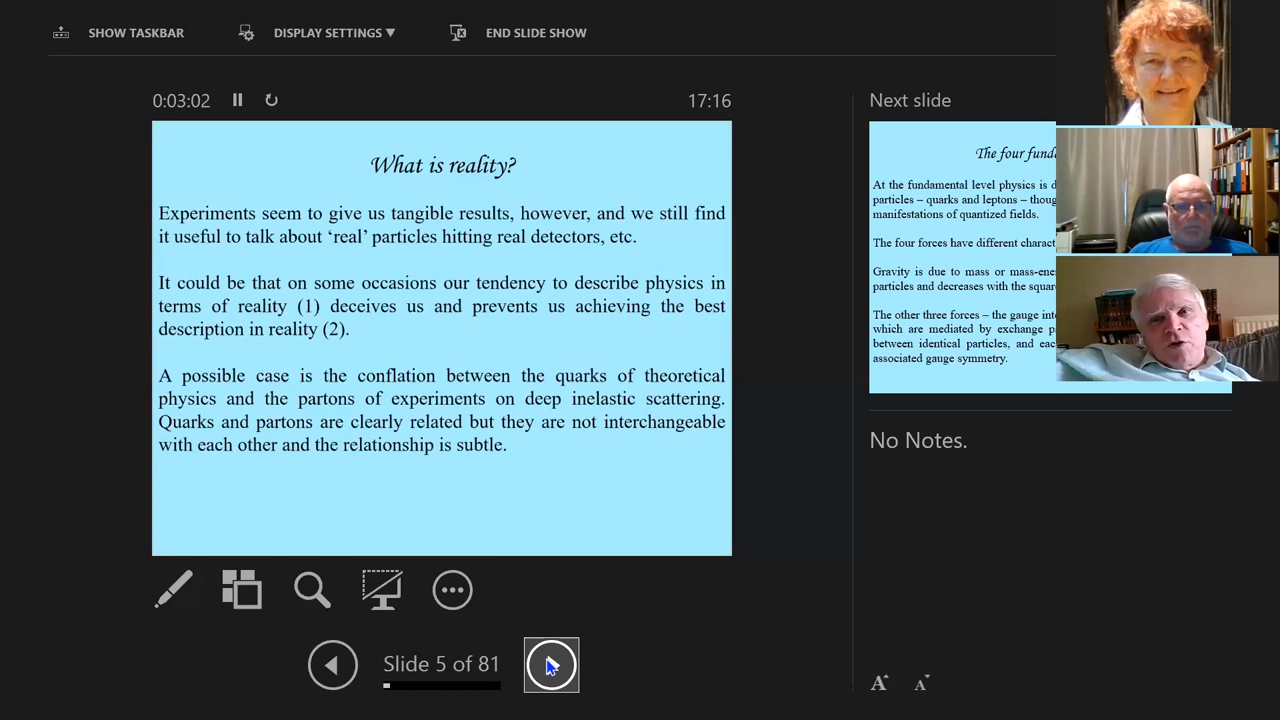 SHOW TASKBAR
DISPLAY SETTINGS ▼
END SLIDE SHOW
0:03:02
17:16
What is reality?
Experiments seem to give us tangible results, however, and we still find
it useful to talk about ‘real’ particles hitting real detectors, etc.
It could be that on some occasions our tendency to describe physics in
terms of reality (1) deceives us and prevents us achieving the best
description in reality (2).
A possible case is the conflation between the quarks of theoretical
physics and the partons of experiments on deep inelastic scattering.
Quarks and partons are clearly related but they are not interchangeable
with each other and the relationship is subtle.
Slide 5 of 81
Next slide
The four
At the fundamental level physics is
particles – quarks and leptons –
manifestations of quantized fields.
The four forces have different
Gravity is due to mass or
particles and decreases with the
The other three forces – the gauge
which are mediated by exchange
between identical particles, and
associated gauge symmetry.
No Notes.
A A